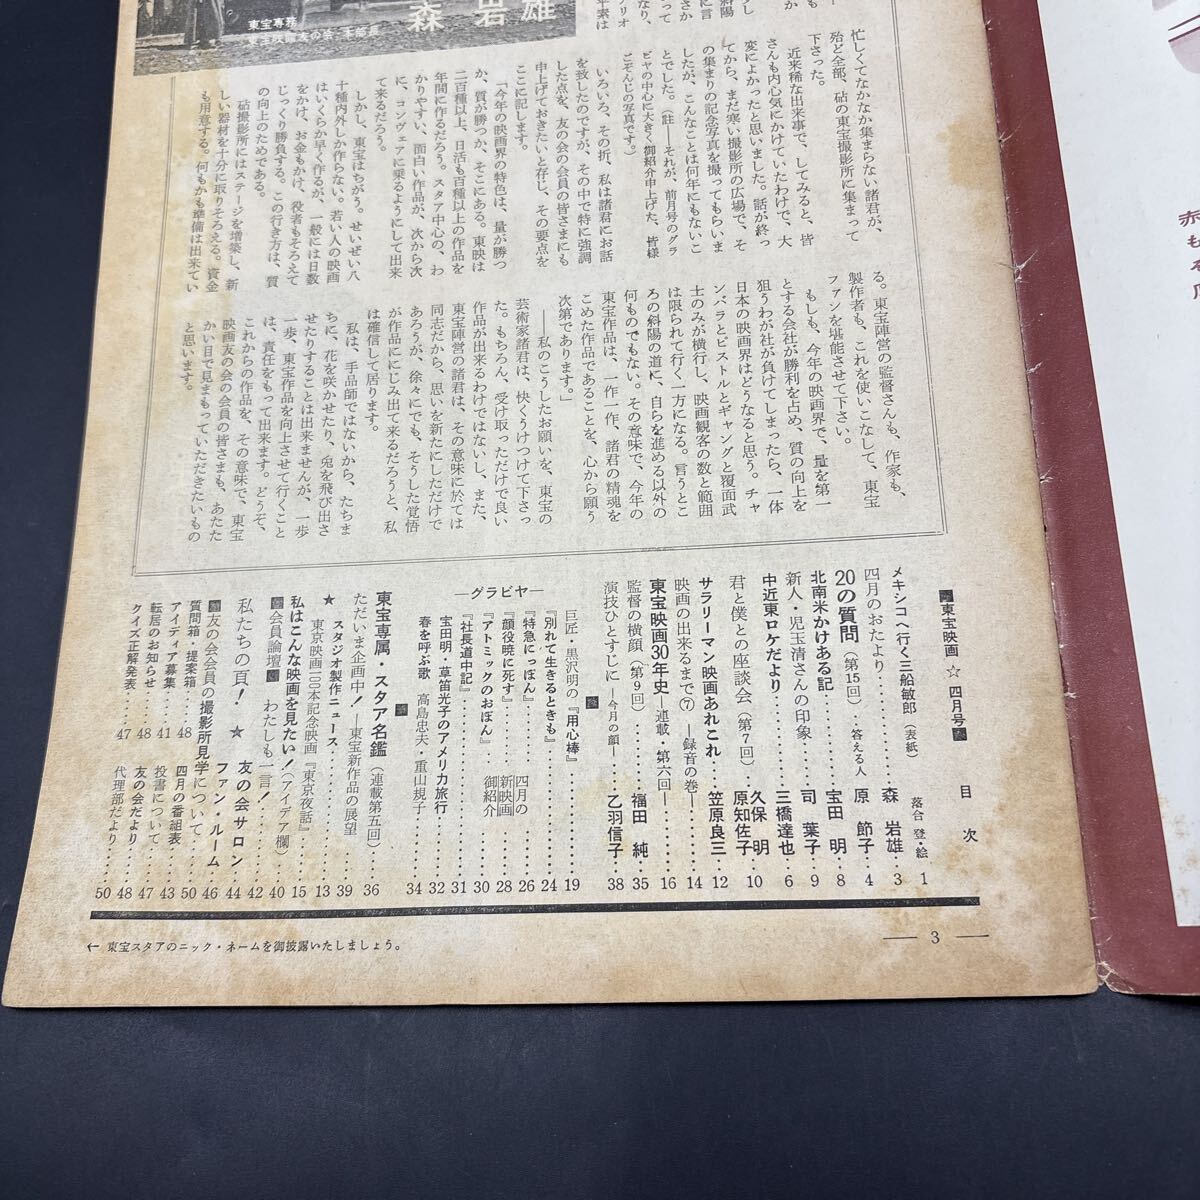 東宝専務
雄
岩
森
忙しくてなかなか集まらない諸君が、
殆ど全部、砧の東宝撮影所に集まって
下さった。
近来稀な出来事で、してみると、皆
さんも内心気にかけていたわけで、大
変によかったと思いました。話が終っ
てから、まだ寒い撮影所の広場で、そ
の集まりの記念写真を撮ってもらいま
したが、こんなことは何年にもないこ
とでした。(註―それが、前月号のグラ
ビヤの中心に大きく御紹介申上げた、皆様
ごぞんじの写真です。)
いろいろ、その折、私は諸君にお話
を致したのですが、その中で特に強調
した点を、友の会の会員の皆さまにも
申上げておきたいと存じ、その要点を
ここに記します。
「今年の映画界の特色は、量が勝つ
か、質が勝つか、そこにある。東映は
二百種以上、日活も百種以上の作品を
年間に作るだろう。スタア中心の、わ
かりやすい、面白い作品が、次から次
に、コンヴェアに乗るようにして出来
て来るだろう。
しかし、東宝はちがう。せいぜい八
十種内外しか作らない。若い人の映画
はいくらか早く作るが、一般には日数
をかけ、お金もかけ、役者もそろえて
じっくり勝負する。この行き方は、質
の向上のためである。
砧撮影所にはステージを増築し、新
しい器材を十分に取りそろえる。資金
も用意する。何もかも準備は出来てい
る。東宝陣営の監督さんも、作家も、
製作者も、これを使いこなして、東宝
ファンを堪能させて下さい。
もしも、今年の映画界で、量を第一
とする会社が勝利を占め、質の向上を
狙うわが社が負けてしまったら、一体
日本の映画界はどうなると思う。チャ
ンバラとピストルとギャングと覆面武
士のみが横行し、映画観客の数と範囲
は限られて行く一方になる。言うとこ
ろの斜陽の道に、自らを進める以外の
何ものでもない。その意味で、今年の
東宝作品は、一作一作、諸君の精魂を
こめた作品であることを、心から願う
次第であります。」
――私のこうしたお願いを、東宝の
芸術家諸君は、快くうけつけて下さっ
た。もちろん、受け取っただけで良い
作品が出来るわけではないし、また、
東宝陣営の諸君は、その意味に於ては
同志だから、思いを新たにしただけで
あろうが、徐々にでも、そうした覚悟
が作品ににじみ出て来るだろうと、私
は確信して居ります。
私は、手品師ではないから、たちま
ちに、花を咲かせたり、兎を飛び出さ
せたりすることは出来ませんが、一歩
一歩、東宝作品を向上させて行くこと
は、責任をもって出来ます。どうぞ、
これからの作品を、その意味で、東宝
映画友の会の会員の皆さまも、あたた
かい目で見まもっていただきたいもの
と思います。
■東宝映画☆四月号■ 目次
メキシコへ行く三船敏郎(表紙) 落合 登・絵 1
四月のおたより 森 岩雄 3
20の質問(第15回)―答える人 原 節子 4
北南米かけある記 宝田 明 8
新人・児玉清さんの印象 司 葉子 9
中近東ロケだより 三橋達也 6
君と僕との座談会(第7回) 久保 明 原知佐子 10
サラリーマン映画あれこれ 笠原良三 12
映画の出来るまで⑦―録音の巻― 14
東宝映画30年史―連載・第六回― 16
監督の横顔(第9回) 福田 純 35
演技ひとすじに―今月の顔― 乙羽信子 38
■
巨匠・黒沢明の『用心棒』 19
―グラビヤ―
『別れて生きるときも』 24
『特急にっぽん』 26
『顔役暁に死す』 28
『アトミックのおぼん』 30
四月の新映画御紹介
『社長道中記』 31
宝田明・草笛光子のアメリカ旅行 32
春を呼ぶ歌 高島忠夫・重山規子 34
■
東宝専属・スタア名鑑(連載第五回) 36
ただいま企画中!―東宝新作品の展望 39
★ スタジオ製作ニュース 13
東京映画一〇〇本記念映画『東京夜話』 15
私はこんな映画を見たい!(アイデア欄) 40
■会員論壇■ わたしも一言! 42
私たちの頁! ★ 友の会サロン 44
ファン・ルーム 46
■友の会会員の撮影所見学について 50
質問箱・提案箱 48
四月の番組表 43
アイディア募集 41
投書について 47
転居のお知らせ 48
友の会だより 48
クイズ正解発表 47
代理部だより 50
← 東宝スタアのニック・ネームを御披露いたしましょう。
― 3 ―